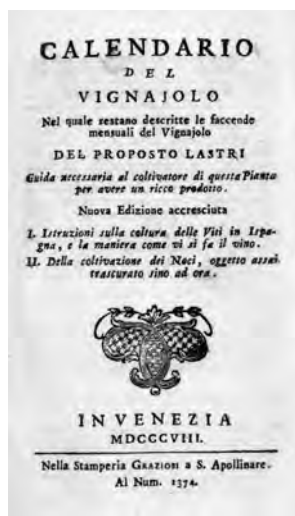 CALENDARIO
DEL
VIGNAJOLO
Nel quale restano descritte le faccende
mensuali del Vignajolo
DEL PROPOSTO LASTRI
Guida necessaria al coltivatore di questa Pianta
per avere un ricco prodotto.
Nuova Edizione accresciuta
I. Istruzioni sulla coltura delle Viti in Ispa-
gna, e la maniera come vi si fa il vino.
II. Della coltivazione dei Noci, oggetto assai
trascurato sino ad ora.
IN VENEZIA
MDCCCVIII.
Nella Stamperia GRAZIOSI a S. Apollinare.
Al Num. 1374.